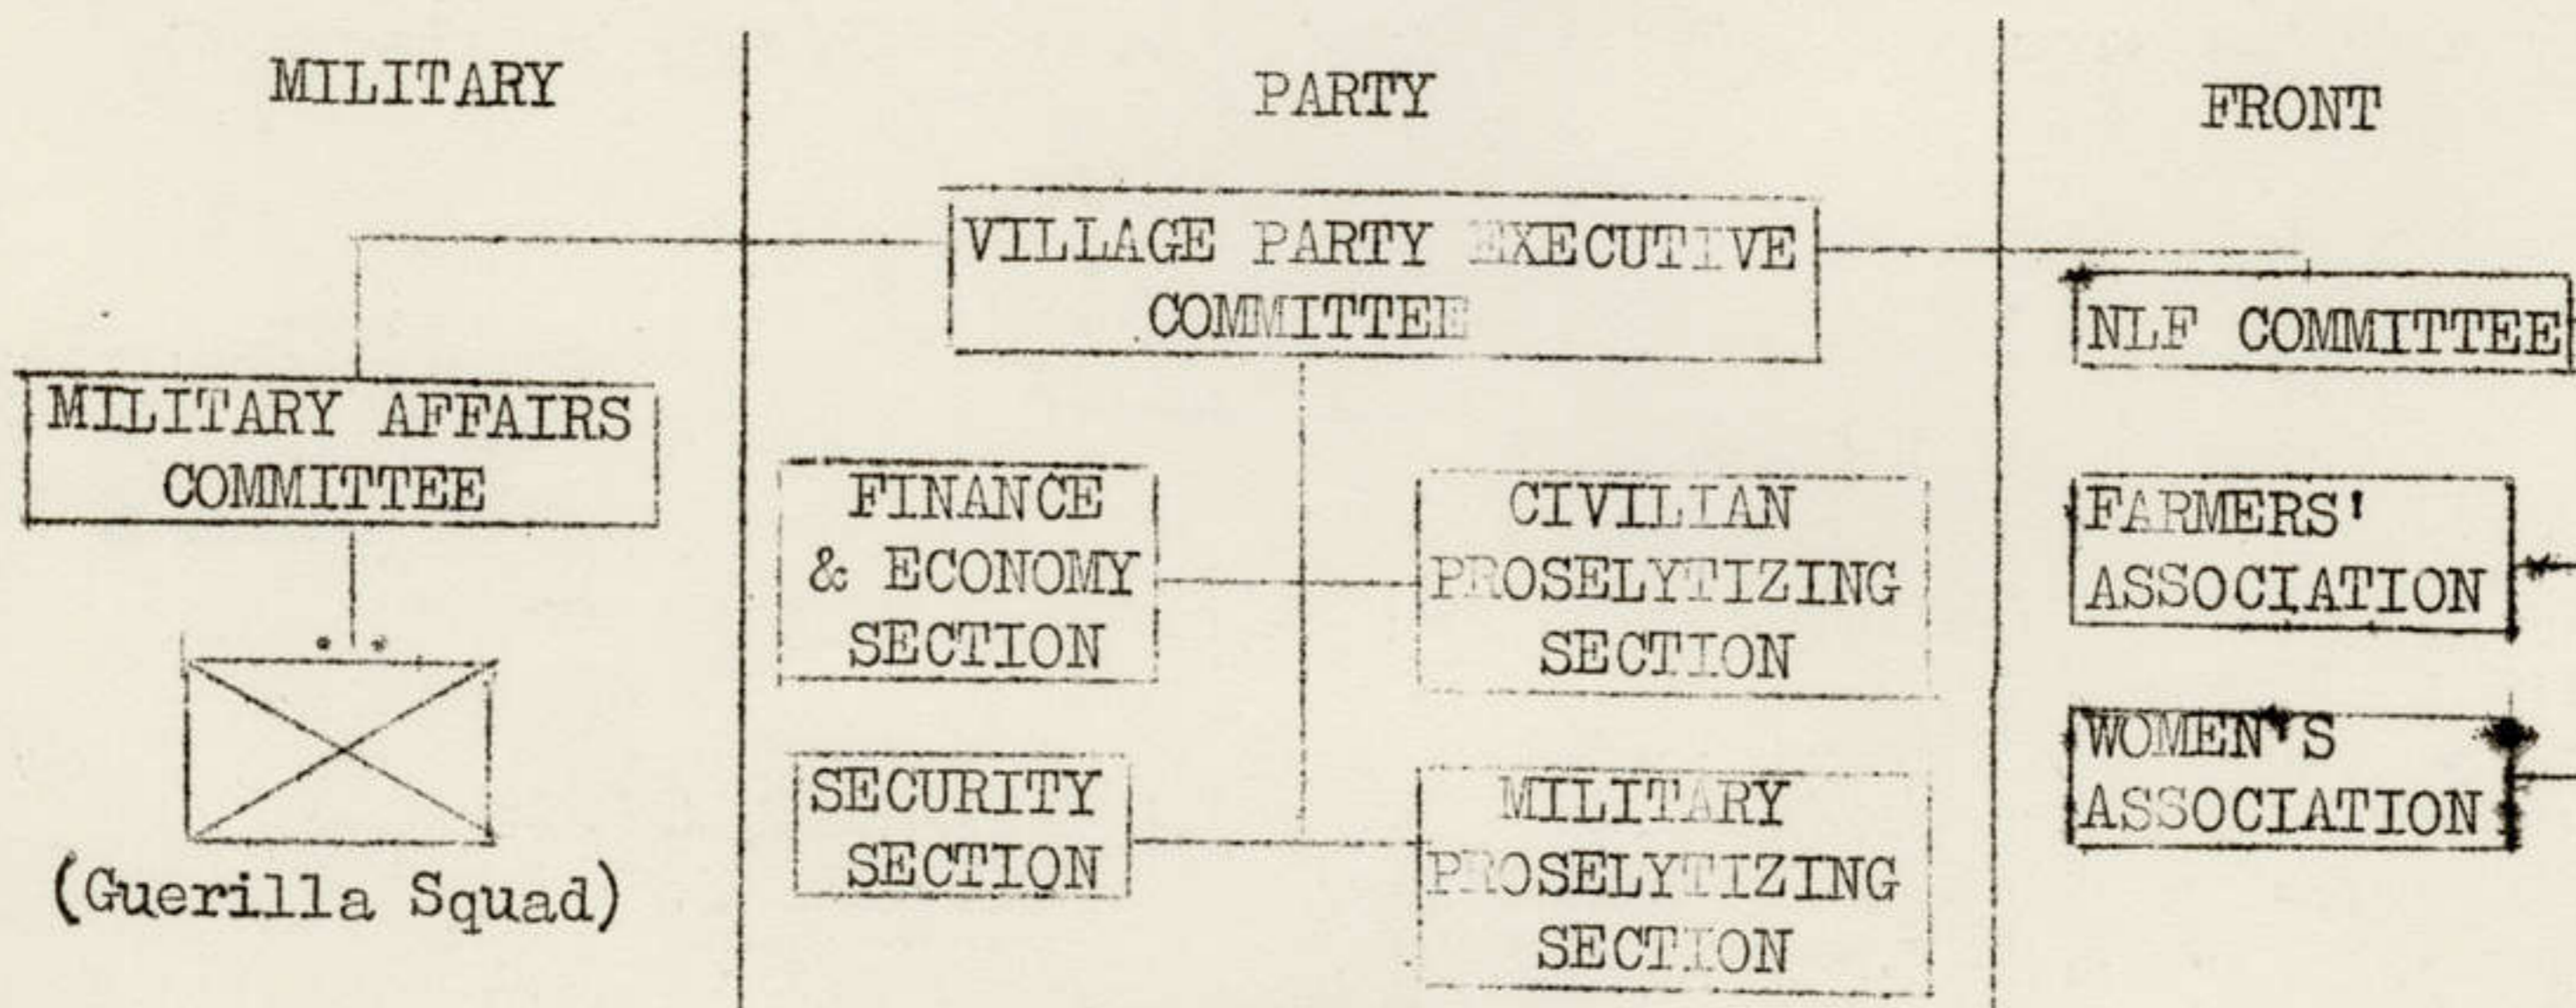 MILITARY
PARTY
FRONT
VILLAGE PARTY EXECUTIVE
COMMITTEE
NLF COMMITTEE
MILITARY AFFAIRS
COMMITTEE
(Guerilla Squad)
FINANCE
& ECONOMY
SECTION
CIVILIAN
PROSELYTIZING
SECTION
SECURITY
SECTION
MILITARY
PROSELYTIZING
SECTION
FARMERS'
ASSOCIATION
WOMEN'S
ASSOCIATION